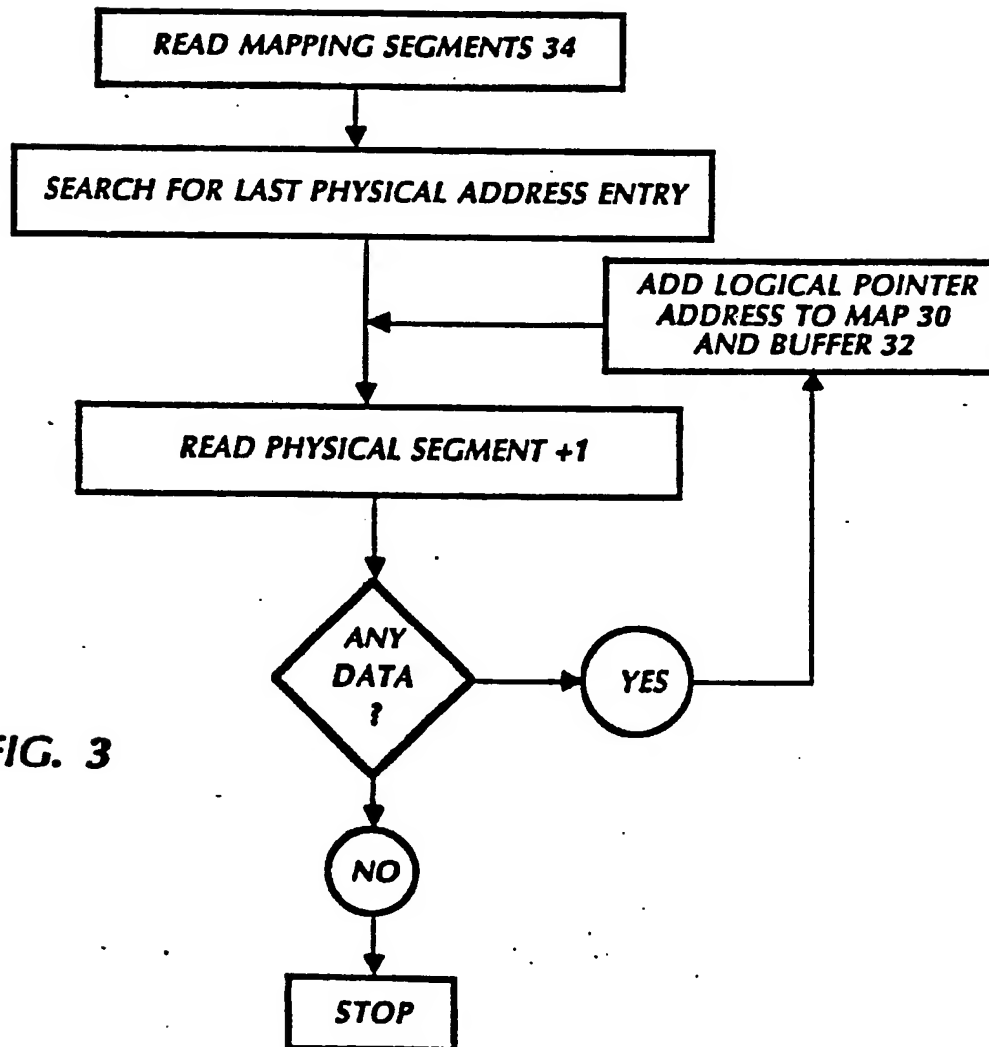 READ MAPPING SEGMENTS 34
SEARCH FOR LAST PHYSICAL ADDRESS ENTRY
ADD LOGICAL POINTER
ADDRESS TO MAP 30
AND BUFFER 32
READ PHYSICAL SEGMENT +1
ANY
DATA
?
YES
FIG. 3
NO
STOP